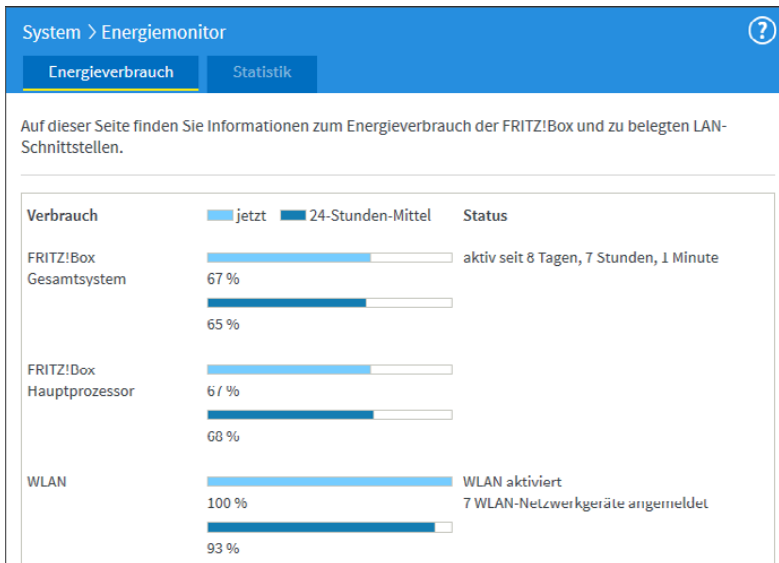 System > Energiemonitor
?
Energieverbrauch
Statistik
Auf dieser Seite finden Sie Informationen zum Energieverbrauch der FRITZ!Box und zu belegten LAN-
Schnittstellen.
Verbrauch
jetzt
24-Stunden-Mittel
Status
FRITZ!Box
Gesamtsystem
67 %
65 %
aktiv seit 8 Tagen, 7 Stunden, 1 Minute
FRITZ!Box
Hauptprozessor
67 %
68 %
WLAN
100 %
93 %
WLAN aktiviert
7 WLAN-Netzwerkgeräte angemeldet